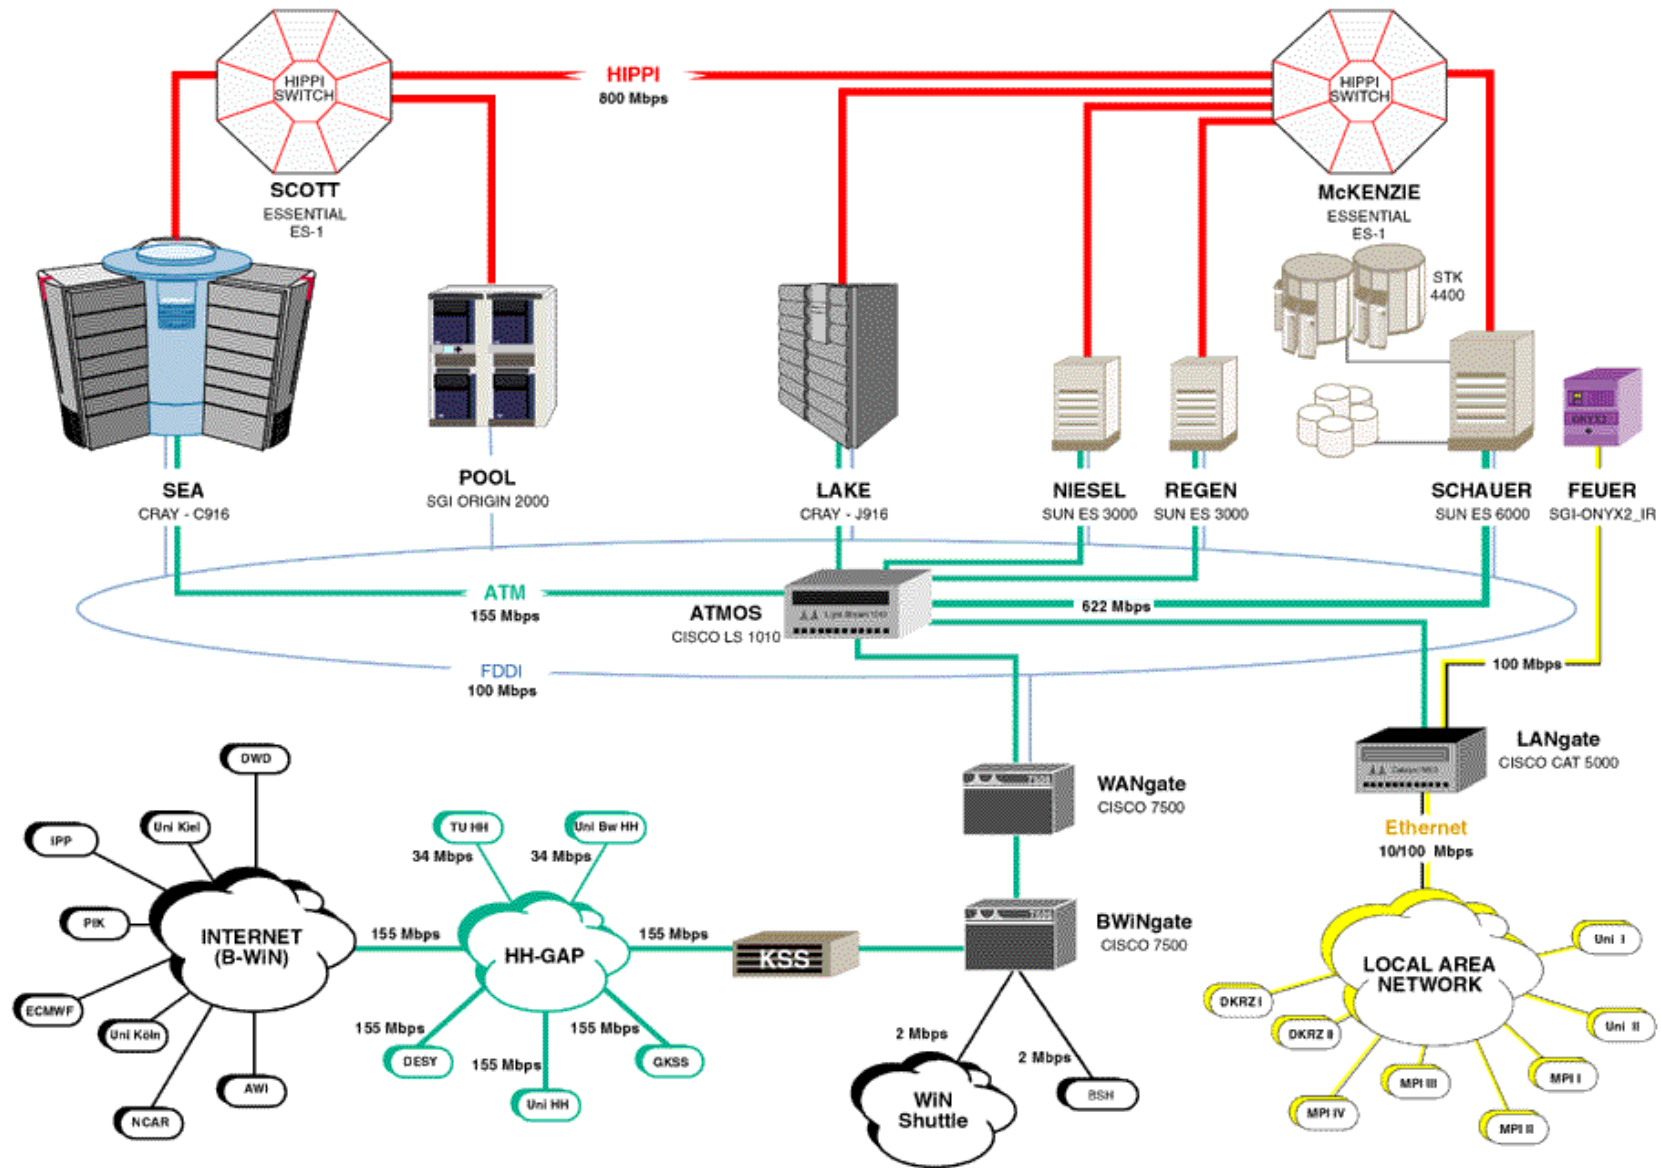 HIPPI
SWITCH
HIPPI
800 Mbps
HIPPI
SWITCH
SCOTT
ESSENTIAL
ES-1
McKENZIE
ESSENTIAL
ES-1
STK
4400
ONYX2
SEA
CRAY - C916
POOL
SGI ORIGIN 2000
LAKE
CRAY - J916
NIESEL
SUN ES 3000
REGEN
SUN ES 3000
SCHAUER
SUN ES 6000
FEUER
SGI-ONYX2_IR
ATM
155 Mbps
ATMOS
CISCO LS 1010
622 Mbps
FDDI
100 Mbps
100 Mbps
LANgate
CISCO CAT 5000
WANgate
CISCO 7500
Ethernet
10/100 Mbps
DWD
IPP
Uni Kiel
PIK
INTERNET
(B-WiN)
ECMWF
Uni Köln
NCAR
AWI
155 Mbps
TU HH
34 Mbps
Uni Bw HH
34 Mbps
HH-GAP
155 Mbps
155 Mbps
DESY
155 Mbps
Uni HH
155 Mbps
GKSS
KSS
BWiNgate
CISCO 7500
2 Mbps
WiN
Shuttle
2 Mbps
BSH
LOCAL AREA
NETWORK
Uni I
Uni II
DKRZ I
DKRZ II
MPI I
MPI II
MPI III
MPI IV